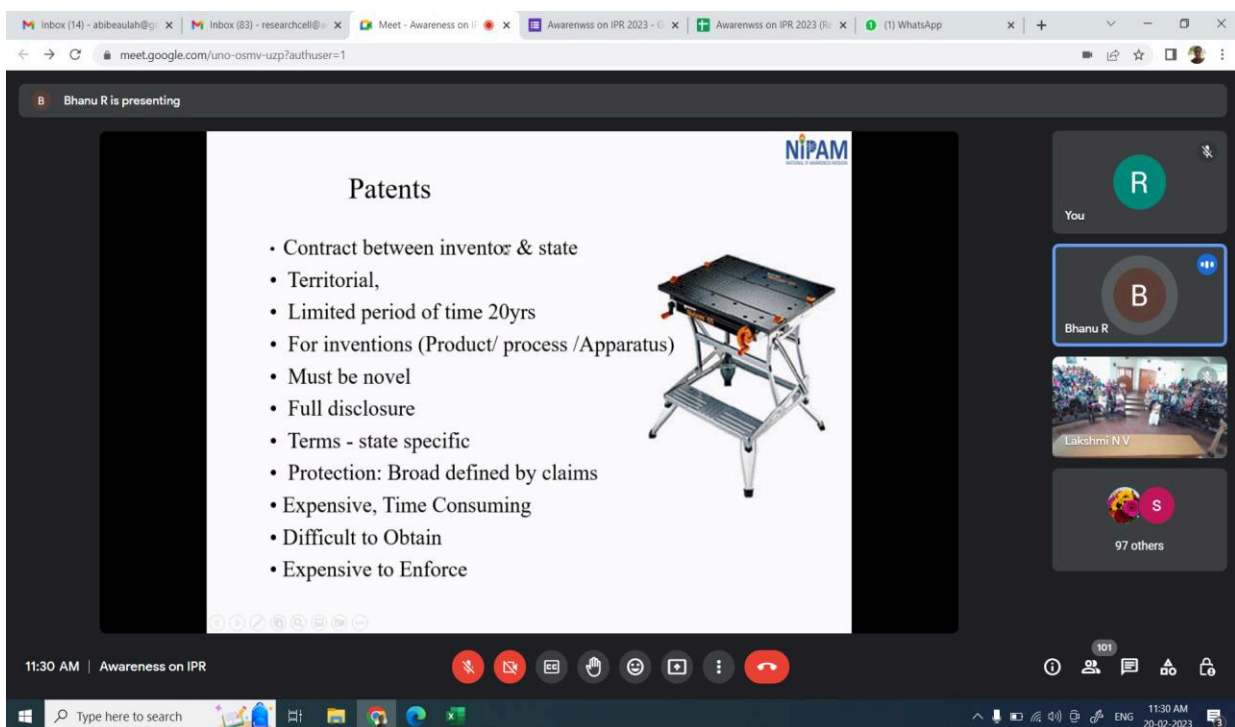 Inbox (14) - abibeaulah@g
Inbox (83) - researchcell@
Meet - Awareness on I
Awarenwss on IPR 2023 - G
Awarenwss on IPR 2023 (Re
(1) WhatsApp
meet.google.com/uno-osmv-uzp?authuser=1
B Bhanu R is presenting
NiPAM
Patents
• Contract between inventor & state
• Territorial,
• Limited period of time 20yrs
• For inventions (Product/ process /Apparatus)
• Must be novel
• Full disclosure
• Terms - state specific
• Protection: Broad defined by claims
• Expensive, Time Consuming
• Difficult to Obtain
• Expensive to Enforce
R
You
B
Bhanu R
Lakshmi N V
S
97 others
11:30 AM | Awareness on IPR
101
Type here to search
ENG
11:30 AM
20-02-2023
3